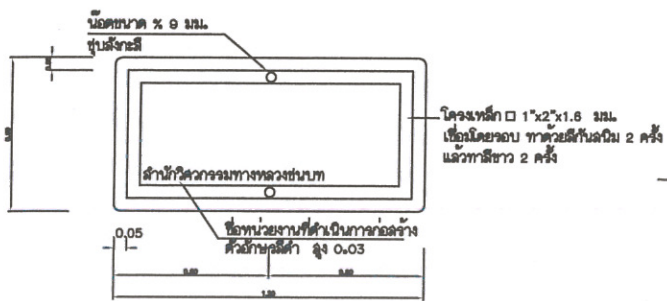 น๊อตขนาด % 9 มม.
ชุบสังกะสี
โครงเหล็ก □ 1"x2"x1.6 มม.
เชื่อมโดยรอบ ทาด้วยสีกันสนิม 2 ครั้ง
แล้วทาสีขาว 2 ครั้ง
สำนักวิศวกรรมทางหลวงชนบท
ชื่อหน่วยงานที่ดำเนินการก่อสร้าง
ตัวอักษรสีดำ สูง 0.03
0.05
0.60
0.60
1.20